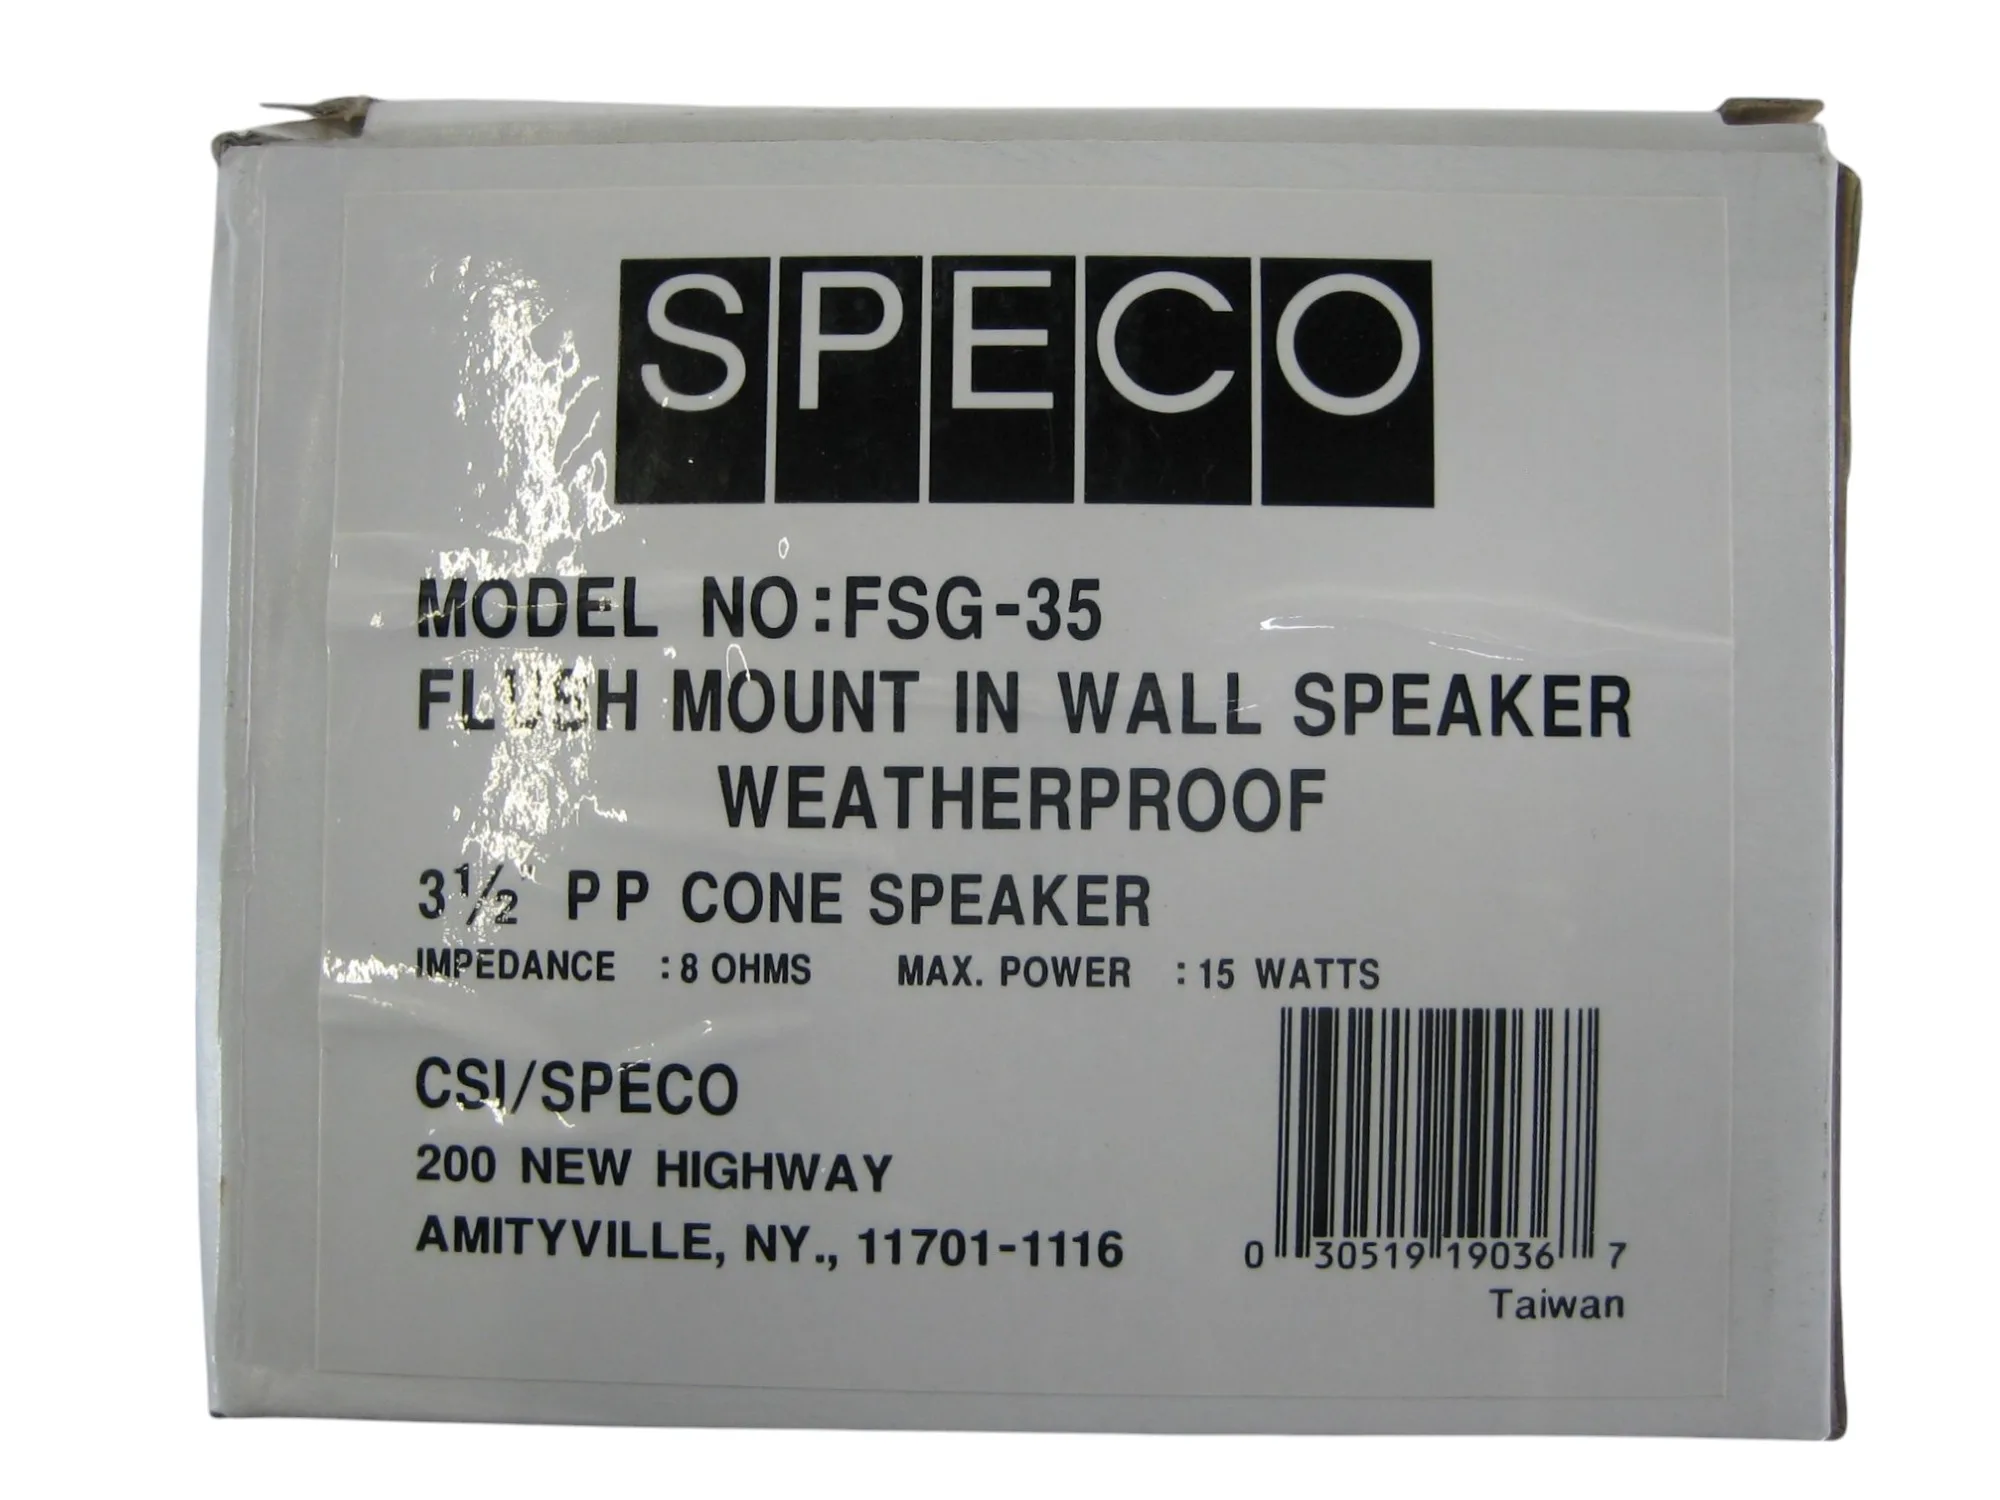 SPECO
MODEL NO:FSG-35
FLUSH MOUNT IN WALL SPEAKER
WEATHERPROOF
3½" PP CONE SPEAKER
IMPEDANCE :8 OHMS MAX. POWER :15 WATTS
CSI/SPECO
200 NEW HIGHWAY
AMITYVILLE, NY., 11701-1116
0 30519 19036 7
Taiwan